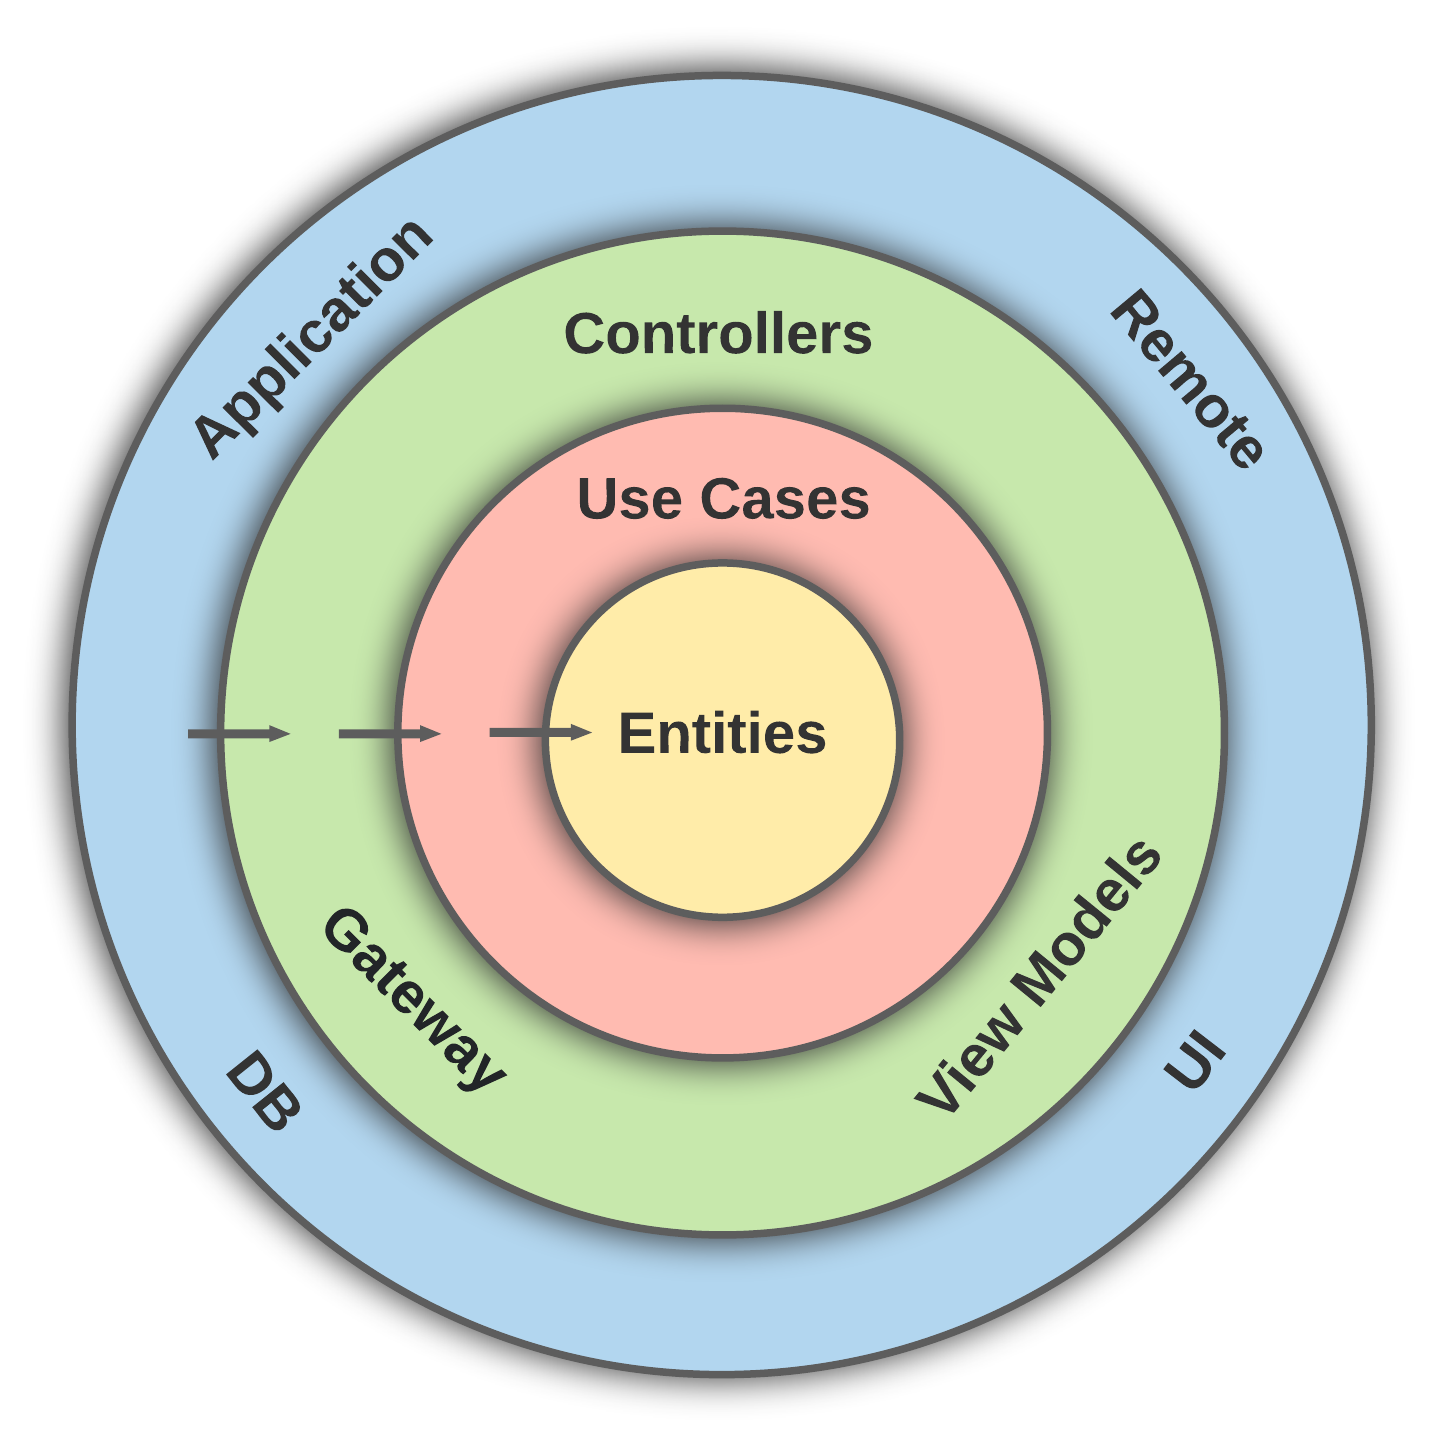 Application
Remote
Controllers
Use Cases
Entities
Gateway
View Models
DB
UI